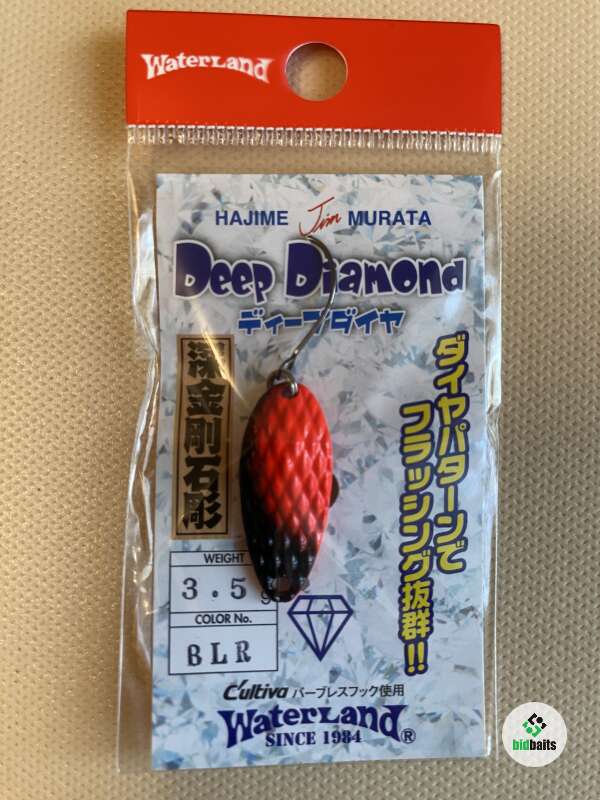 WATERLAND
HAJIME Jim MURATA
Deep Diamond
ディープダイヤ
深金剛石彫
ダイヤパターンで
フラッシング抜群!!
WEIGHT
3.5g
COLOR No.
BLR
C'ultiva バーブレスフック使用
WATERLAND®
SINCE 1984
bidbaits